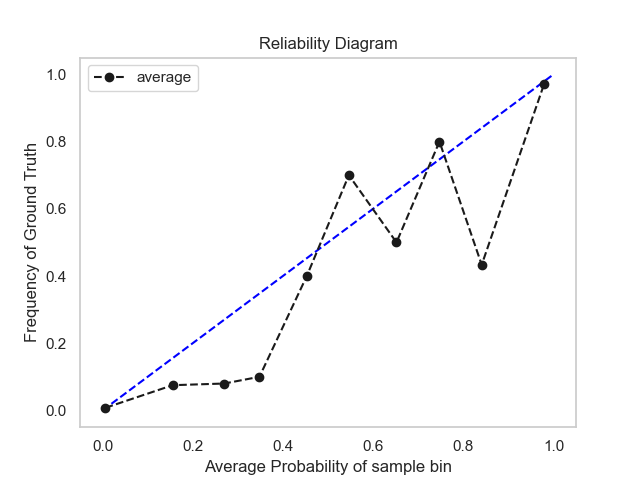 Reliability Diagram
average
1.0
0.8
0.6
0.4
0.2
0.0
Frequency of Ground Truth
0.0 0.2 0.4 0.6 0.8 1.0
Average Probability of sample bin